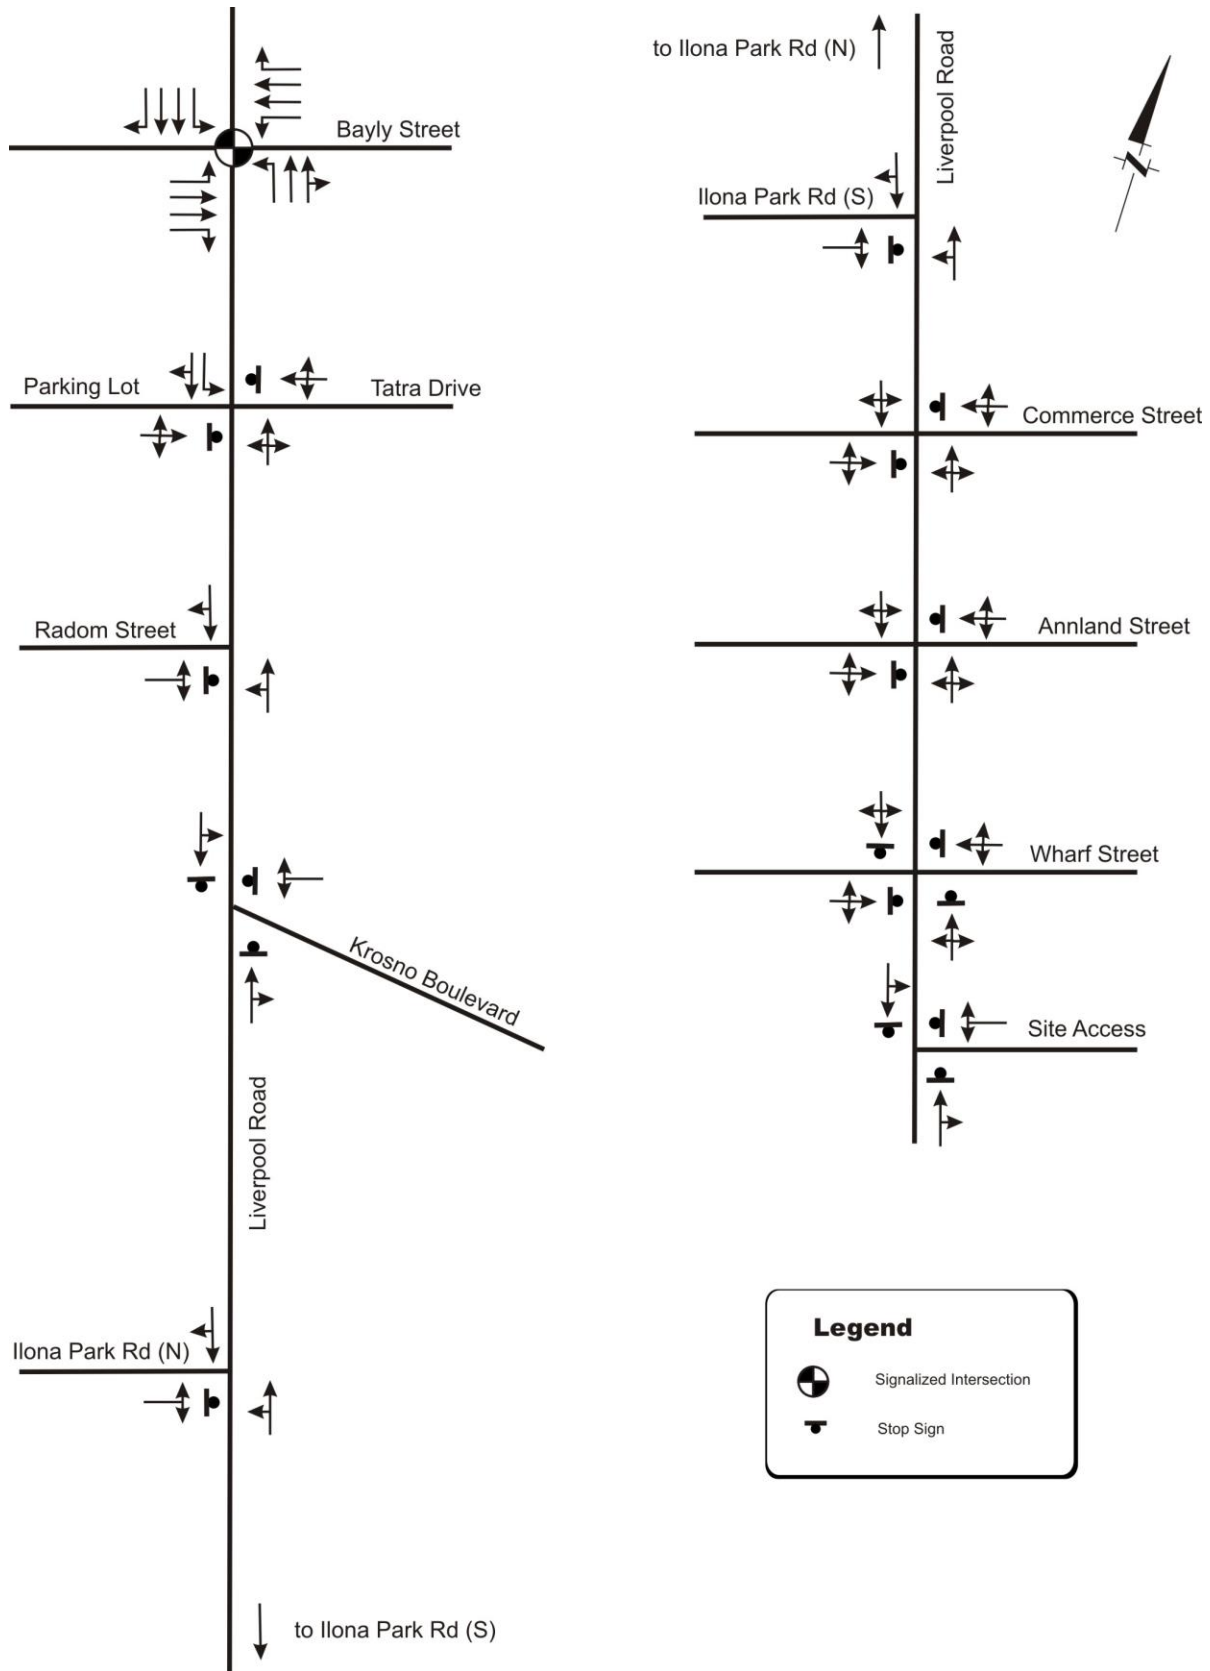 Bayly Street
Parking Lot
Tatra Drive
Radom Street
Krosno Boulevard
Liverpool Road
Ilona Park Rd (N)
to Ilona Park Rd (S)
to Ilona Park Rd (N)
Liverpool Road
N
Ilona Park Rd (S)
Commerce Street
Annland Street
Wharf Street
Site Access
Legend
Signalized Intersection
Stop Sign